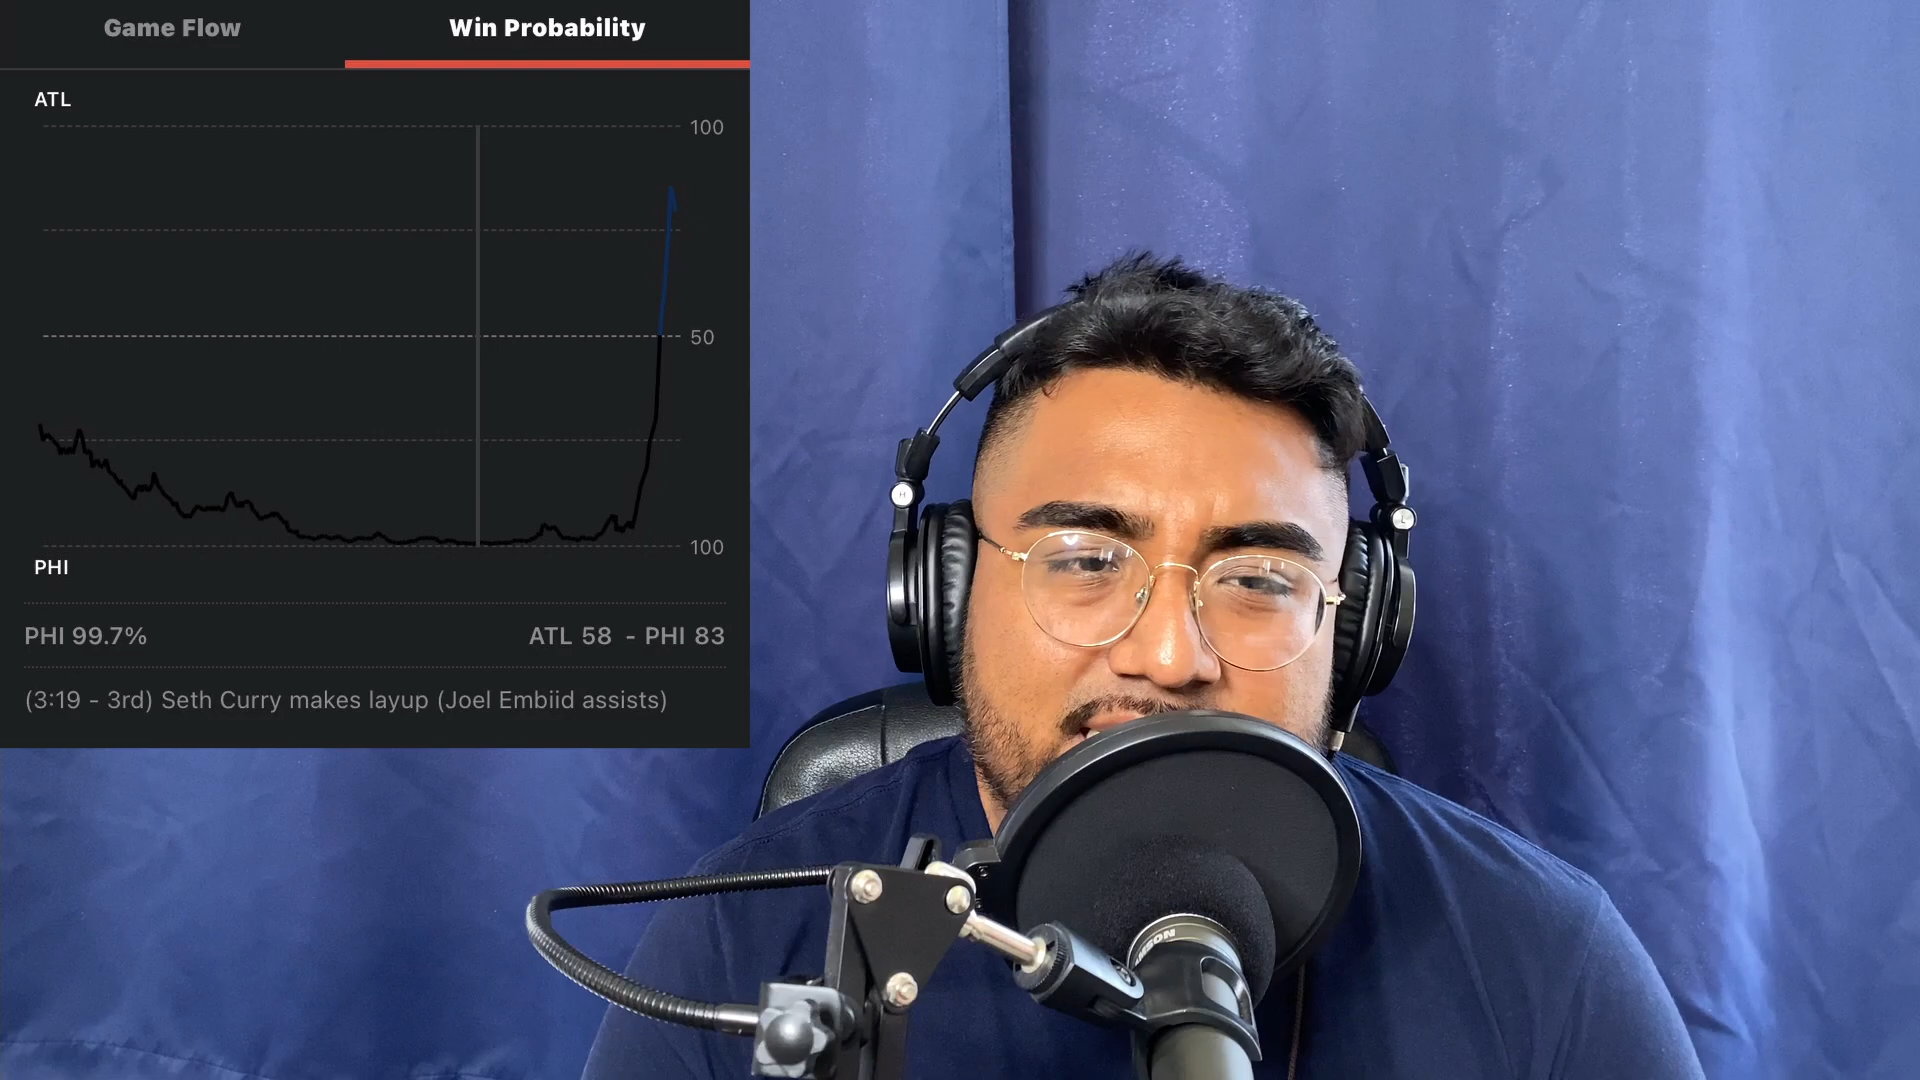 Game Flow
Win Probability
ATL
100
50
100
PHI
PHI 99.7%
ATL 58 - PHI 83
(3:19 - 3rd) Seth Curry makes layup (Joel Embiid assists)
H
L